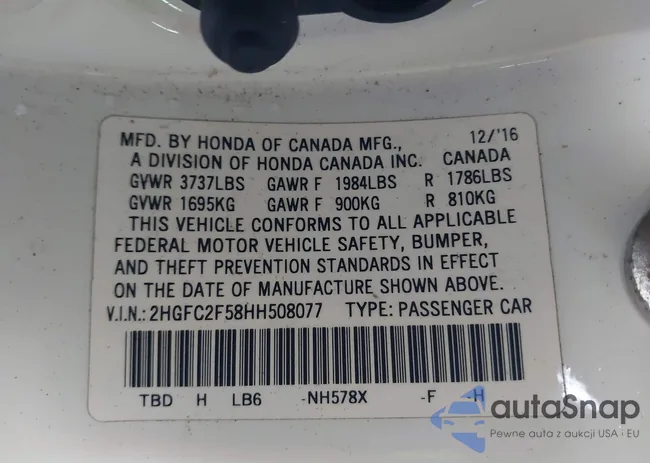 MFD. BY HONDA OF CANADA MFG., 12/'16
A DIVISION OF HONDA CANADA INC. CANADA
GVWR 3737LBS GAWR F 1984LBS R 1786LBS
GVWR 1695KG GAWR F 900KG R 810KG
THIS VEHICLE CONFORMS TO ALL APPLICABLE
FEDERAL MOTOR VEHICLE SAFETY, BUMPER,
AND THEFT PREVENTION STANDARDS IN EFFECT
ON THE DATE OF MANUFACTURE SHOWN ABOVE.
V.I.N.: 2HGFC2F58HH508077 TYPE: PASSENGER CAR
TBD H LB6 -NH578X -F -H
autaSnap
Pewne auta z aukcji USA i EU